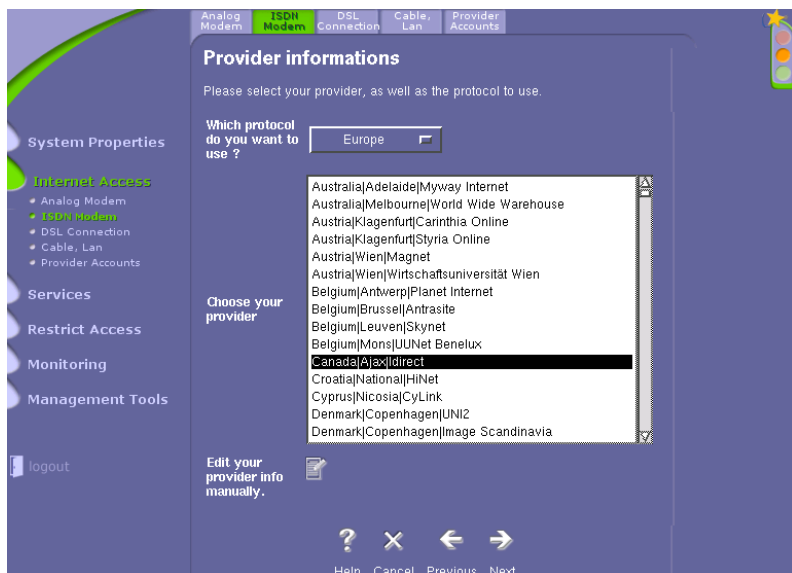 Analog Modem
ISDN Modem
DSL Connection
Cable, Lan
Provider Accounts
Provider informations
Please select your provider, as well as the protocol to use.
Which protocol
do you want to
use ?
Europe
System Properties
Internet Access
Analog Modem
ISDN Modem
DSL Connection
Cable, Lan
Provider Accounts
Services
Restrict Access
Monitoring
Management Tools
logout
Choose your
provider
Australia|Adelaide|Myway Internet
Australia|Melbourne|World Wide Warehouse
Austria|Klagenfurt|Carinthia Online
Austria|Klagenfurt|Styria Online
Austria|Wien|Magnet
Austria|Wien|Wirtschaftsuniversität Wien
Belgium|Antwerp|Planet Internet
Belgium|Brussel|Antrasite
Belgium|Leuven|Skynet
Belgium|Mons|UUNet Benelux
Canada|Ajax|Idirect
Croatia|National|HiNet
Cyprus|Nicosia|CyLink
Denmark|Copenhagen|UNI2
Denmark|Copenhagen|Image Scandinavia
Edit your
provider info
manually.
Help Cancel Previous Next